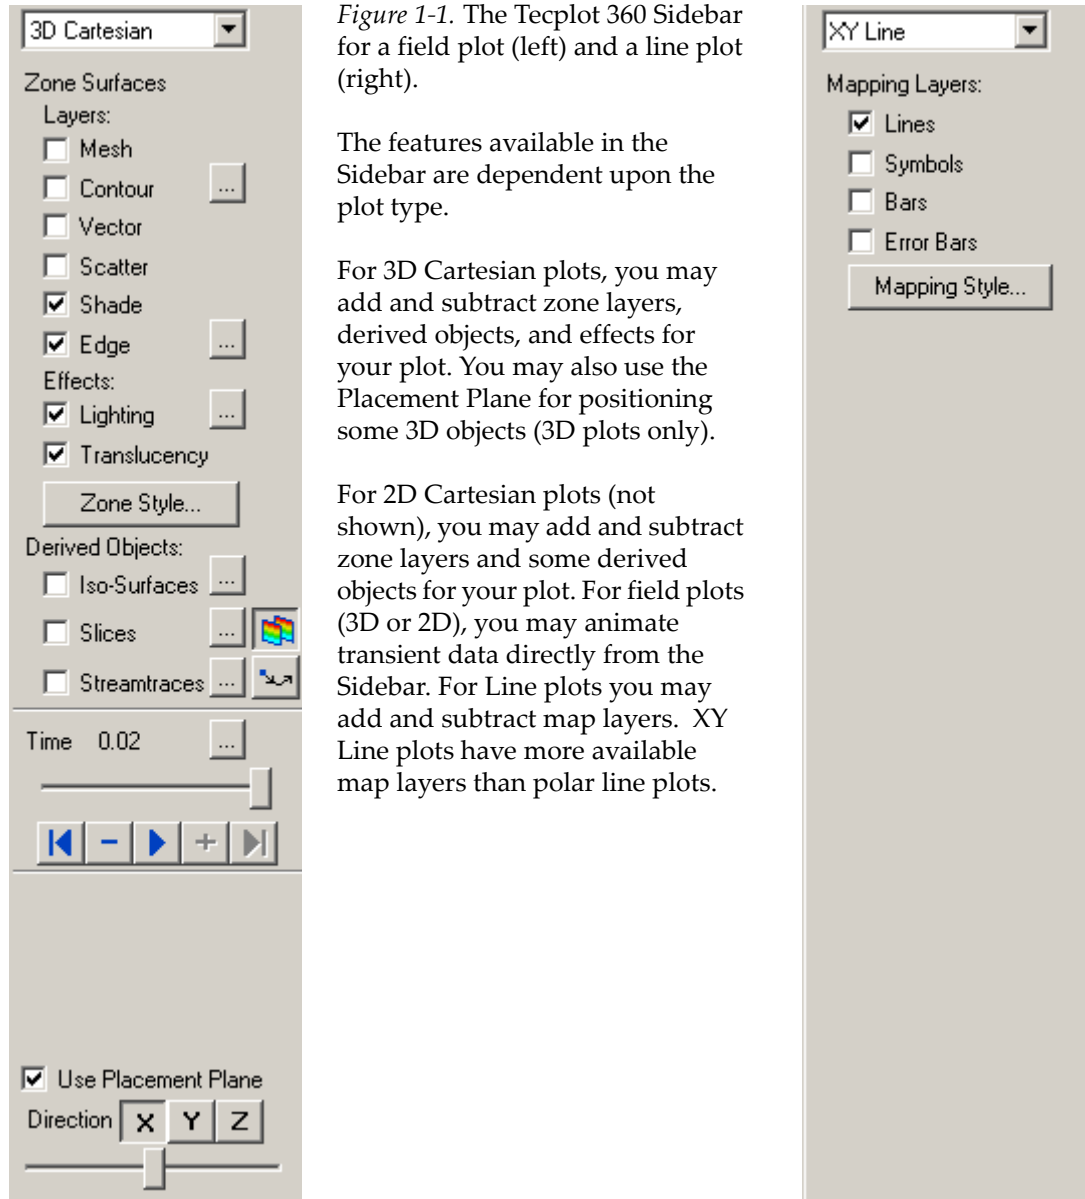 3D Cartesian
Zone Surfaces
Layers:
Mesh
Contour ...
Vector
Scatter
Shade
Edge ...
Effects:
Lighting ...
Translucency
Zone Style...
Derived Objects:
Iso-Surfaces ...
Slices ...
Streamtraces ...
Time 0.02 ...
Use Placement Plane
Direction X Y Z
Figure 1-1. The Tecplot 360 Sidebar
for a field plot (left) and a line plot
(right).
The features available in the
Sidebar are dependent upon the
plot type.
For 3D Cartesian plots, you may
add and subtract zone layers,
derived objects, and effects for
your plot. You may also use the
Placement Plane for positioning
some 3D objects (3D plots only).
For 2D Cartesian plots (not
shown), you may add and subtract
zone layers and some derived
objects for your plot. For field plots
(3D or 2D), you may animate
transient data directly from the
Sidebar. For Line plots you may
add and subtract map layers. XY
Line plots have more available
map layers than polar line plots.
XY Line
Mapping Layers:
Lines
Symbols
Bars
Error Bars
Mapping Style...